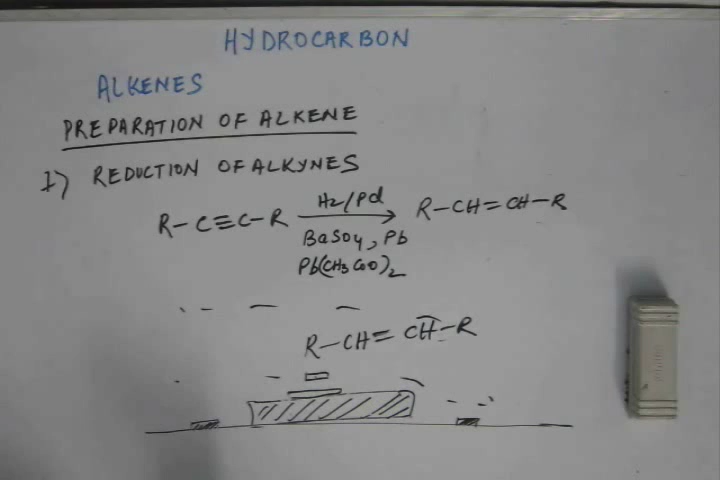 HYDROCARBON
ALKENES
PREPARATION OF ALKENE
I) REDUCTION OF ALKYNES
R-C≡C-R H2/Pd R-CH=CH-R
BaSO4, Pb
Pb(CH3COO)2
R-CH=CH-R